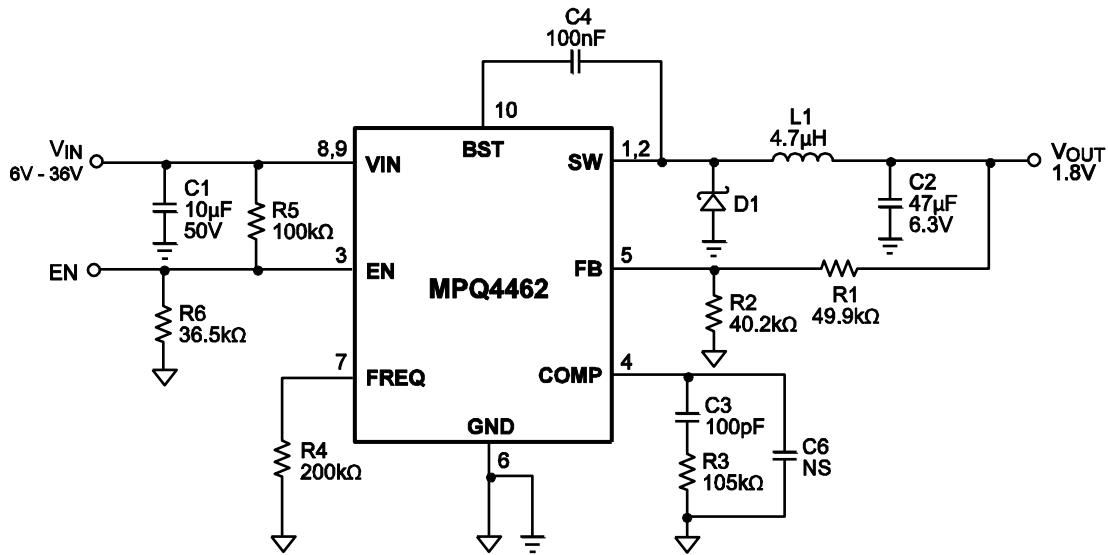 C4
100nF
10
VIN
6V - 36V
8,9
VIN
BST
SW
1,2
L1
4.7µH
VOUT
1.8V
C1
10µF
50V
R5
100kΩ
D1
C2
47µF
6.3V
EN
3
EN
MPQ4462
FB
5
R6
36.5kΩ
R2
40.2kΩ
R1
49.9kΩ
7
FREQ
COMP
4
GND
6
R4
200kΩ
C3
100pF
R3
105kΩ
C6
NS